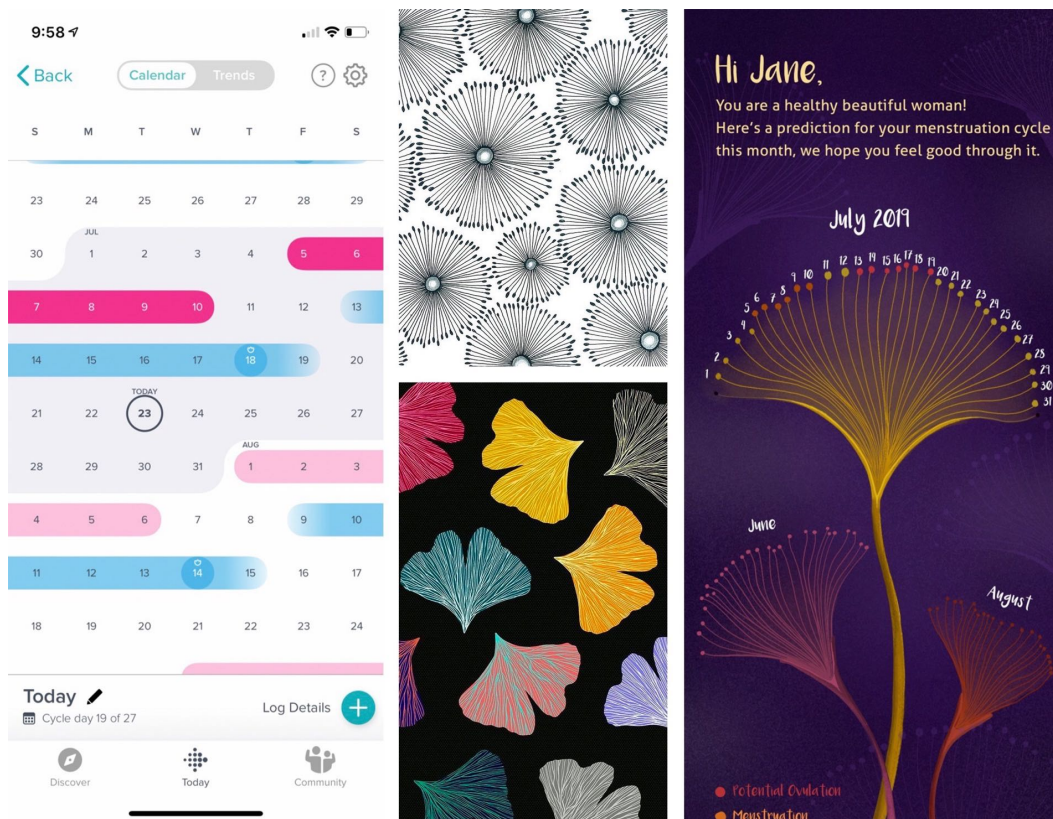 9:58
Back
Calendar Trends
?
S M T W T F S
23 24 25 26 27 28 29
JUL
30 1 2 3 4 5 6
7 8 9 10 11 12 13
14 15 16 17 18 19 20
TODAY
21 22 23 24 25 26 27
AUG
28 29 30 31 1 2 3
4 5 6 7 8 9 10
11 12 13 14 15 16 17
18 19 20 21 22 23 24
Today
Cycle day 19 of 27
Log Details
Discover Today Community
Hi Jane,
You are a healthy beautiful woman!
Here's a prediction for your menstruation cycle
this month, we hope you feel good through it.
July 2019
1 2 3 4 5 6 7 8 9 10 11 12 13 14 15 16 17 18 19 20 21 22 23 24 25 26 27 28 29 30 31
June
August
Potential Ovulation
Menstruation